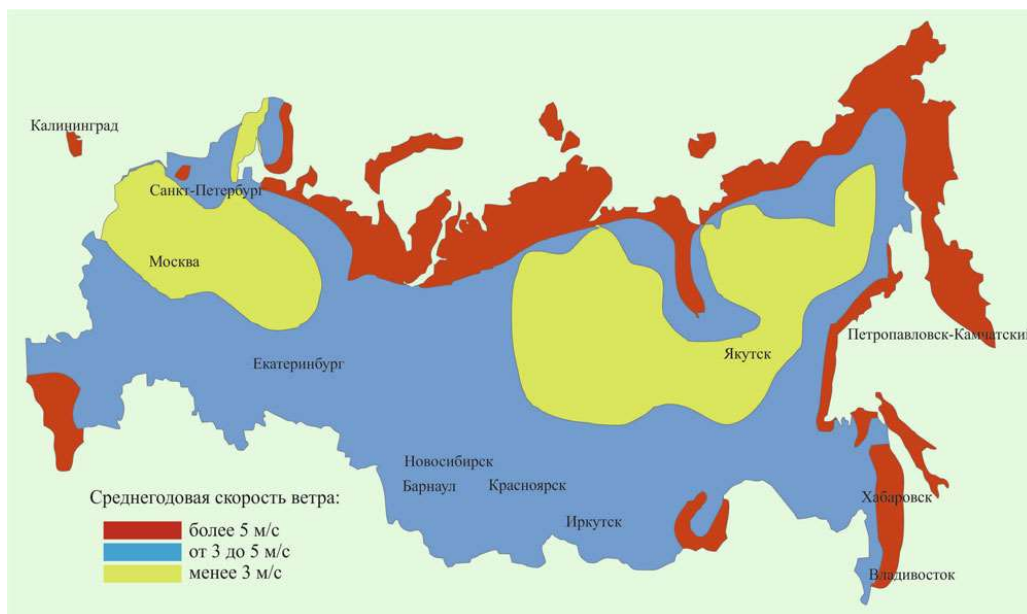 Калининград
Санкт-Петербург
Москва
Петропавловск-Камчатский
Якутск
Екатеринбург
Новосибирск
Барнаул
Красноярск
Хабаровск
Иркутск
Владивосток
Среднегодовая скорость ветра:
более 5 м/с
от 3 до 5 м/с
менее 3 м/с